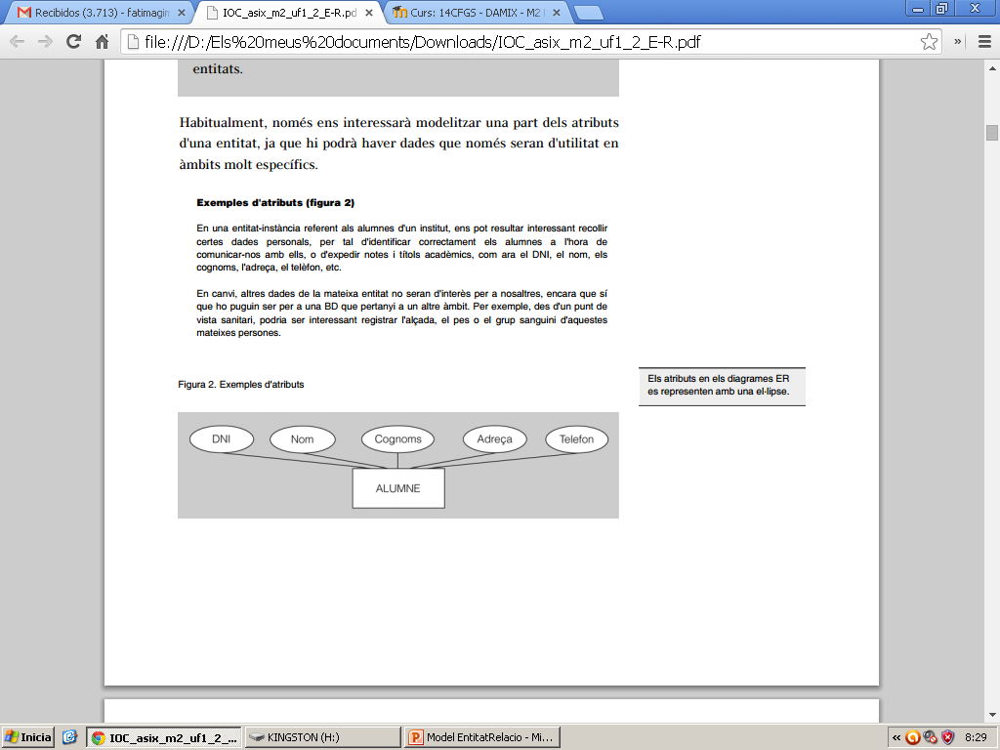 Recibidos (3.713) - fatimagim
IOC_asix_m2_uf1_2_E-R.pd
Curs: 14CFGS - DAMIX - M2
file:///D:/Els%20meus%20documents/Downloads/IOC_asix_m2_uf1_2_E-R.pdf
entitats.
Habitualment, només ens interessarà modelitzar una part dels atributs
d'una entitat, ja que hi podrà haver dades que només seran d'utilitat en
àmbits molt específics.
Exemples d'atributs (figura 2)
En una entitat-instància referent als alumnes d'un institut, ens pot resultar interessant recollir
certes dades personals, per tal d'identificar correctament els alumnes a l'hora de
comunicar-nos amb ells, o d'expedir notes i títols acadèmics, com ara el DNI, el nom, els
cognoms, l'adreça, el telèfon, etc.
En canvi, altres dades de la mateixa entitat no seran d'interès per a nosaltres, encara que sí
que ho puguin ser per a una BD que pertanyi a un altre àmbit. Per exemple, des d'un punt de
vista sanitari, podria ser interessant registrar l'alçada, el pes o el grup sanguini d'aquestes
mateixes persones.
Els atributs en els diagrames ER
es representen amb una el·lipse.
Figura 2. Exemples d'atributs
DNI
Nom
Cognoms
Adreça
Telefon
ALUMNE
Inicia
IOC_asix_m2_uf1_2_...
KINGSTON (H:)
Model EntitatRelacio - Mi...
8:29